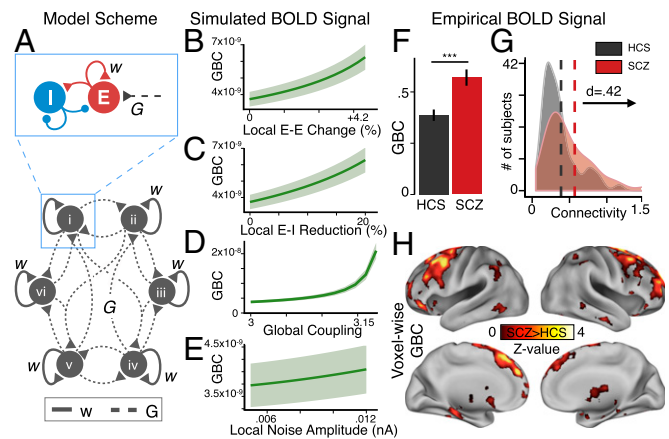 Model Scheme
Simulated BOLD Signal
Empirical BOLD Signal
A
I
E
w
G
w
w
i
ii
w
w
vi
iii
G
w
w
v
iv
w G
B
GBC
7x10-9
4x10-9
0
+4.2
Local E-E Change (%)
C
GBC
7x10-9
4x10-9
0
20
Local E-I Reduction (%)
D
GBC
2x10-8
0
3
3.15
Global Coupling
E
GBC
4.5x10-9
3.5x10-9
.006
.012
Local Noise Amplitude (nA)
F
***
GBC
.5
0
HCS SCZ
G
HCS
SCZ
d=.42
# of subjects
42
0
0
Connectivity
1.5
H
Voxel-wise
GBC
0 SCZ>HCS 4
Z-value